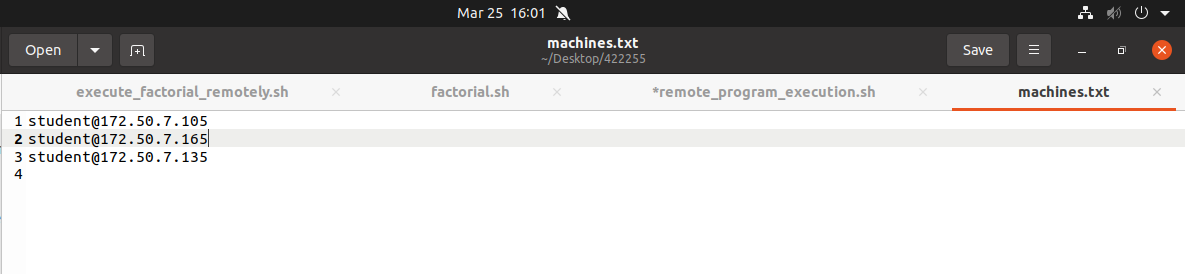 Mar 25 16:01
Open
machines.txt
~/Desktop/422255
Save
execute_factorial_remotely.sh
factorial.sh
*remote_program_execution.sh
machines.txt
1 student@172.50.7.105
2 student@172.50.7.165
3 student@172.50.7.135
4